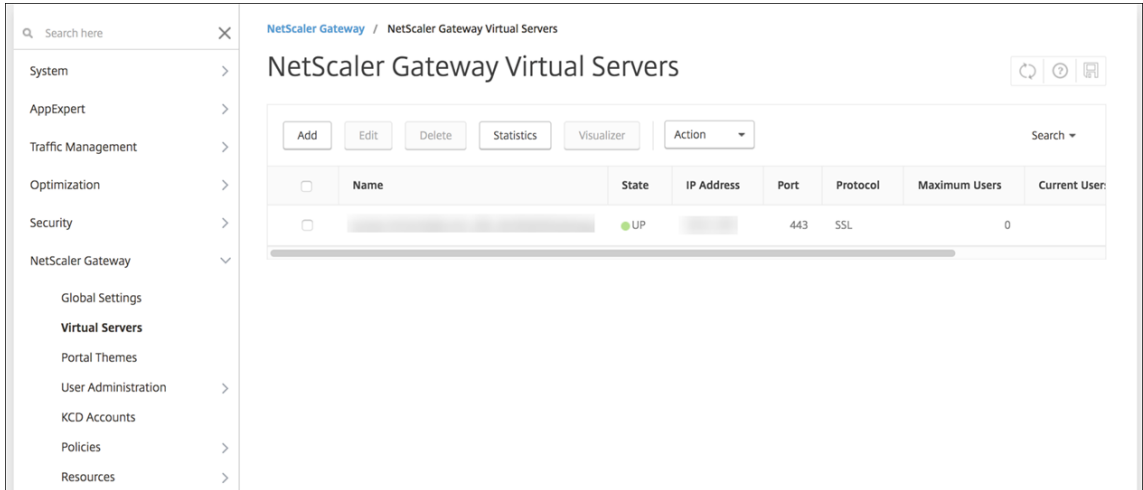 Search here
System
AppExpert
Traffic Management
Optimization
Security
NetScaler Gateway
Global Settings
Virtual Servers
Portal Themes
User Administration
KCD Accounts
Policies
Resources
NetScaler Gateway / NetScaler Gateway Virtual Servers
NetScaler Gateway Virtual Servers
Add Edit Delete Statistics Visualizer Action Search
Name State IP Address Port Protocol Maximum Users Current User
UP 443 SSL 0